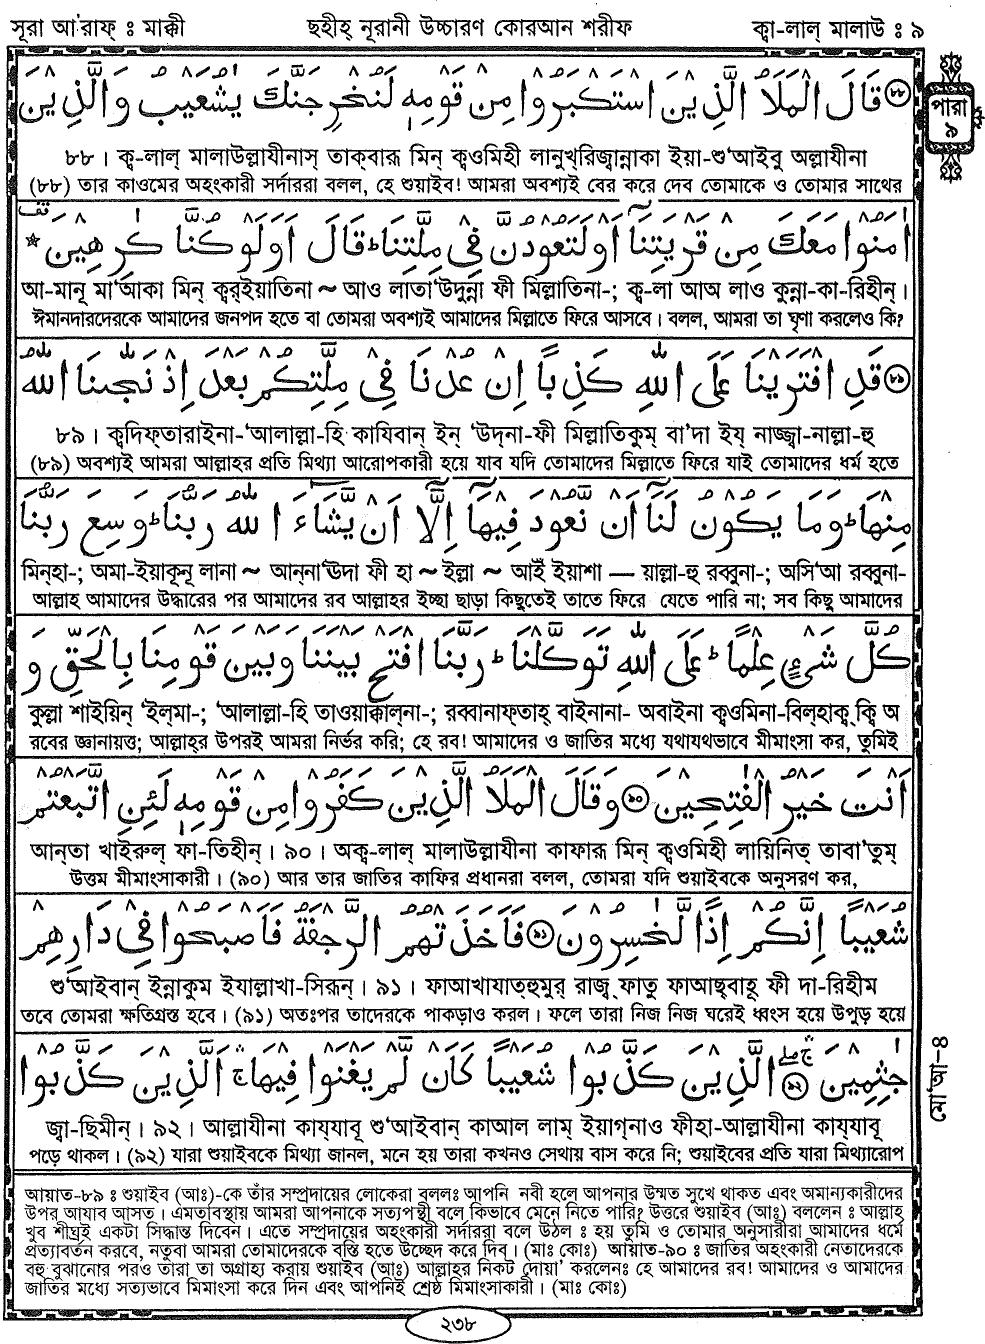 সূরা আ'রাফ্ : মাক্কী
ছহীহ্ নূরানী উচ্চারণ কোরআন শরীফ
ক্বা-লাল্ মালাউ : ৯
পারা
৯
﴿٨٨﴾ قَالَ الْمَلَاُ الَّذِيْنَ اسْتَكْبَرُوْا مِنْ قَوْمِهٖ لَنُخْرِجَنَّكَ يٰشُعَيْبُ وَالَّذِيْنَ
৮৮। ক্ব-লাল্ মালাউল্লাযীনাস্ তাক্‌বারূ মিন্ ক্বওমিহী লানুখ্‌রিজ্বান্নাকা ইয়া-শু'আইবু অল্লাযীনা
(৮৮) তার কাওমের অহংকারী সর্দাররা বলল, হে শুয়াইব! আমরা অবশ্যই বের করে দেব তোমাকে ও তোমার সাথের
اٰمَنُوْا مَعَكَ مِنْ قَرْيَتِنَآ اَوْ لَتَعُوْدُنَّ فِيْ مِلَّتِنَا ؕ قَالَ اَوَلَوْ كُنَّا كٰرِهِيْنَ
আ-মানূ মা'আকা মিন্ ক্বর্‌ইয়াতিনা ~ আও লাতা'উদুন্না ফী মিল্লাতিনা-; ক্ব-লা আঅ লাও কুন্না-কা-রিহীন্।
ঈমানদারদেরকে আমাদের জনপদ হতে বা তোমরা অবশ্যই আমাদের মিল্লাতে ফিরে আসবে। বলল, আমরা তা ঘৃণা করলেও কি?
﴿٨٩﴾ قَدِ افْتَرَيْنَا عَلَى اللّٰهِ كَذِبًا اِنْ عُدْنَا فِيْ مِلَّتِكُمْ بَعْدَ اِذْ نَجّٰىنَا اللّٰهُ
৮৯। ক্বদিফ্‌তারাইনা-'আলাল্লা-হি কাযিবান্ ইন্ 'উদ্‌না-ফী মিল্লাতিকুম্ বা'দা ইয্ নাজ্জ্বা-নাল্লা-হু
(৮৯) অবশ্যই আমরা আল্লাহর প্রতি মিথ্যা আরোপকারী হয়ে যাব যদি তোমাদের মিল্লাতে ফিরে যাই তোমাদের ধর্ম হতে
مِنْهَا ؕ وَمَا يَكُوْنُ لَنَآ اَنْ نَّعُوْدَ فِيْهَآ اِلَّآ اَنْ يَّشَآءَ اللّٰهُ رَبُّنَا ؕ وَسِعَ رَبُّنَا
মিন্‌হা-; অমা-ইয়াকূনূ লানা ~ আন্‌না'ঊদা ফী হা ~ ইল্লা ~ আইঁ ইয়াশা — য়াল্লা-হু রব্বুনা-; অসি'আ রব্বুনা-
আল্লাহ আমাদের উদ্ধারের পর আমাদের রব আল্লাহর ইচ্ছা ছাড়া কিছুতেই তাতে ফিরে যেতে পারি না; সব কিছু আমাদের
كُلَّ شَيْءٍ عِلْمًا ؕ عَلَى اللّٰهِ تَوَكَّلْنَا ؕ رَبَّنَا افْتَحْ بَيْنَنَا وَبَيْنَ قَوْمِنَا بِالْحَقِّ وَ
কুল্লা শাইয়িন্ 'ইল্‌মা-; 'আলাল্লা-হি তাওয়াক্কাল্‌না-; রব্বানাফ্‌তাহ্ বাইনানা- অবাইনা ক্বওমিনা-বিল্‌হাক্বক্বি অ
রবের জ্ঞানায়ত্ত; আল্লাহ্‌র উপরই আমরা নির্ভর করি; হে রব! আমাদের ও জাতির মধ্যে যথাযথভাবে মীমাংসা কর, তুমিই
اَنْتَ خَيْرُ الْفٰتِحِيْنَ ﴿٩٠﴾ وَقَالَ الْمَلَاُ الَّذِيْنَ كَفَرُوْا مِنْ قَوْمِهٖ لَئِنِ اتَّبَعْتُمْ
আন্‌তা খাইরুল্ ফা-তিহীন্। ৯০। অক্ব-লাল্ মালাউল্লাযীনা কাফারূ মিন্ ক্বওমিহী লায়িনিত্ তাবা'তুম্
উত্তম মীমাংসাকারী। (৯০) আর তার জাতির কাফির প্রধানরা বলল, তোমরা যদি শুয়াইবকে অনুসরণ কর,
شُعَيْبًا اِنَّكُمْ اِذًا لَّخٰسِرُوْنَ ﴿٩١﴾ فَاَخَذَتْهُمُ الرَّجْفَةُ فَاَصْبَحُوْا فِيْ دَارِهِمْ
শু'আইবান্ ইন্নাকুম ইযাল্লাখা-সিরূন্। ৯১। ফাআখাযাত্‌হুমুর্ রাজ্ব্‌ফাতু ফাআছ্‌বাহূ ফী দা-রিহীম
তবে তোমরা ক্ষতিগ্রস্ত হবে। (৯১) অতঃপর তাদেরকে পাকড়াও করল। ফলে তারা নিজ নিজ ঘরেই ধ্বংস হয়ে উপুড় হয়ে
جٰثِمِيْنَ ﴿٩٢﴾ الَّذِيْنَ كَذَّبُوْا شُعَيْبًا كَاَنْ لَّمْ يَغْنَوْا فِيْهَا ۚ اَلَّذِيْنَ كَذَّبُوْا
জ্বা-ছিমীন্। ৯২। আল্লাযীনা কায্‌যাবূ শু'আইবান্ কাআল লাম্ ইয়াগ্‌নাও ফীহা-আল্লাযীনা কায্‌যাবূ
পড়ে থাকল। (৯২) যারা শুয়াইবকে মিথ্যা জানল, মনে হয় তারা কখনও সেথায় বাস করে নি; শুয়াইবের প্রতি যারা মিথ্যারোপ
মো'আ-৪
আয়াত-৮৯ : শুয়াইব (আঃ)-কে তাঁর সম্প্রদায়ের লোকেরা বললঃ আপনি নবী হলে আপনার উম্মত সুখে থাকত এবং অমান্যকারীদের
উপর আযাব আসত। এমতাবস্থায় আমরা আপনাকে সত্যপন্থী বলে কিভাবে মেনে নিতে পারি? উত্তরে শুয়াইব (আঃ) বললেন : আল্লাহ
খুব শীঘ্রই একটা সিদ্ধান্ত দিবেন। এতে সম্প্রদায়ের অহংকারী সর্দাররা বলে উঠল : হয় তুমি ও তোমার অনুসারীরা আমাদের ধর্মে
প্রত্যাবর্তন করবে, নতুবা আমরা তোমাদেরকে বস্তি হতে উচ্ছেদ করে দিব। (মাঃ কোঃ) আয়াত-৯০ : জাতির অহংকারী নেতাদেরকে
বহু বুঝানোর পরও তারা তা অগ্রাহ্য করায় শুয়াইব (আঃ) আল্লাহর নিকট দোয়া' করলেনঃ হে আমাদের রব! আমাদের ও আমাদের
জাতির মধ্যে সত্যভাবে মিমাংসা করে দিন এবং আপনিই শ্রেষ্ঠ মিমাংসাকারী। (মাঃ কোঃ)
২৩৮